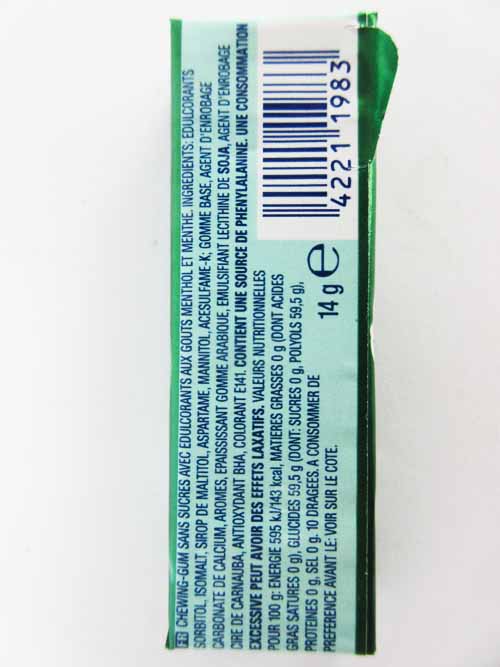 FR CHEWING-GUM SANS SUCRES AVEC EDULCORANTS AUX GOUTS MENTHOL ET MENTHE. INGREDIENTS: EDULCORANTS
SORBITOL, ISOMALT, SIROP DE MALTITOL, ASPARTAME, MANNITOL, ACESULFAME-K; GOMME BASE, AGENT D'ENROBAGE
CARBONATE DE CALCIUM, AROMES, EPAISSISSANT GOMME ARABIQUE, EMULSIFIANT LECITHINE DE SOJA, AGENT D'ENROBAGE
CIRE DE CARNAUBA, ANTIOXYDANT BHA, COLORANT E141. CONTIENT UNE SOURCE DE PHENYLALANINE. UNE CONSOMMATION
EXCESSIVE PEUT AVOIR DES EFFETS LAXATIFS. VALEURS NUTRITIONNELLES
POUR 100 g: ENERGIE 595 kJ/143 kcal, MATIERES GRASSES 0 g (DONT ACIDES
GRAS SATURES 0 g), GLUCIDES 59,5 g (DONT: SUCRES 0 g, POLYOLS 59,5 g),
PROTEINES 0 g, SEL 0 g. 10 DRAGEES. A CONSOMMER DE
PREFERENCE AVANT LE: VOIR SUR LE COTE.
14 g e
4221 1983